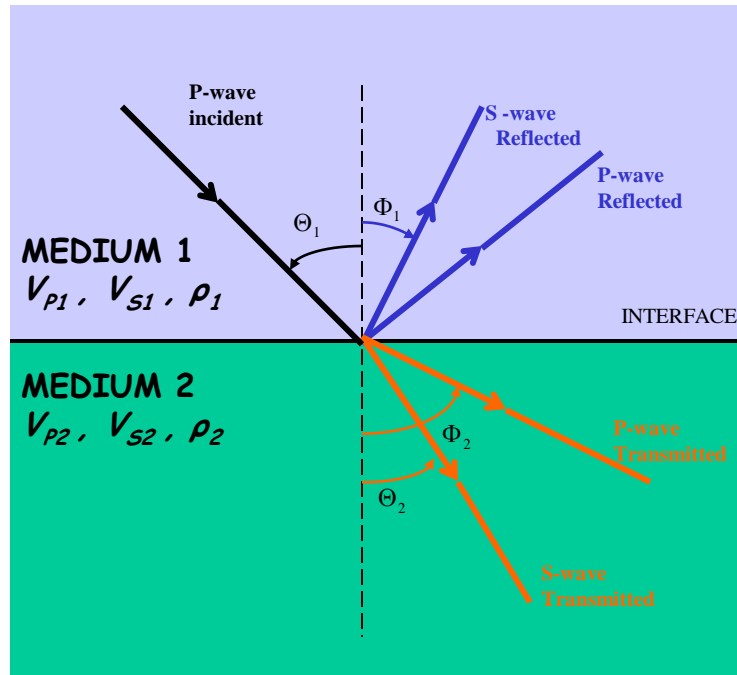 P-wave
incident
S -wave
Reflected
P-wave
Reflected
Θ1
Φ1
MEDIUM 1
VP1 , VS1 , ρ1
INTERFACE
MEDIUM 2
VP2 , VS2 , ρ2
Φ2
P-wave
Transmitted
Θ2
S-wave
Transmitted